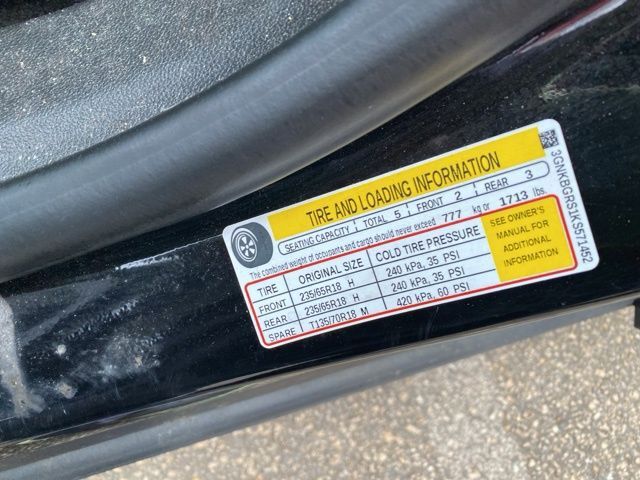 TIRE AND LOADING INFORMATION
SEATING CAPACITY TOTAL 5 FRONT 2 REAR 3
The combined weight of occupants and cargo should never exceed 777 kg or 1713 lbs.
TIRE ORIGINAL SIZE COLD TIRE PRESSURE
FRONT 235/65R18 H 240 kPa, 35 PSI
REAR 235/65R18 H 240 kPa, 35 PSI
SPARE T135/70R18 M 420 kPa, 60 PSI
SEE OWNER'S
MANUAL FOR
ADDITIONAL
INFORMATION
3GNKBGRS1KS571452